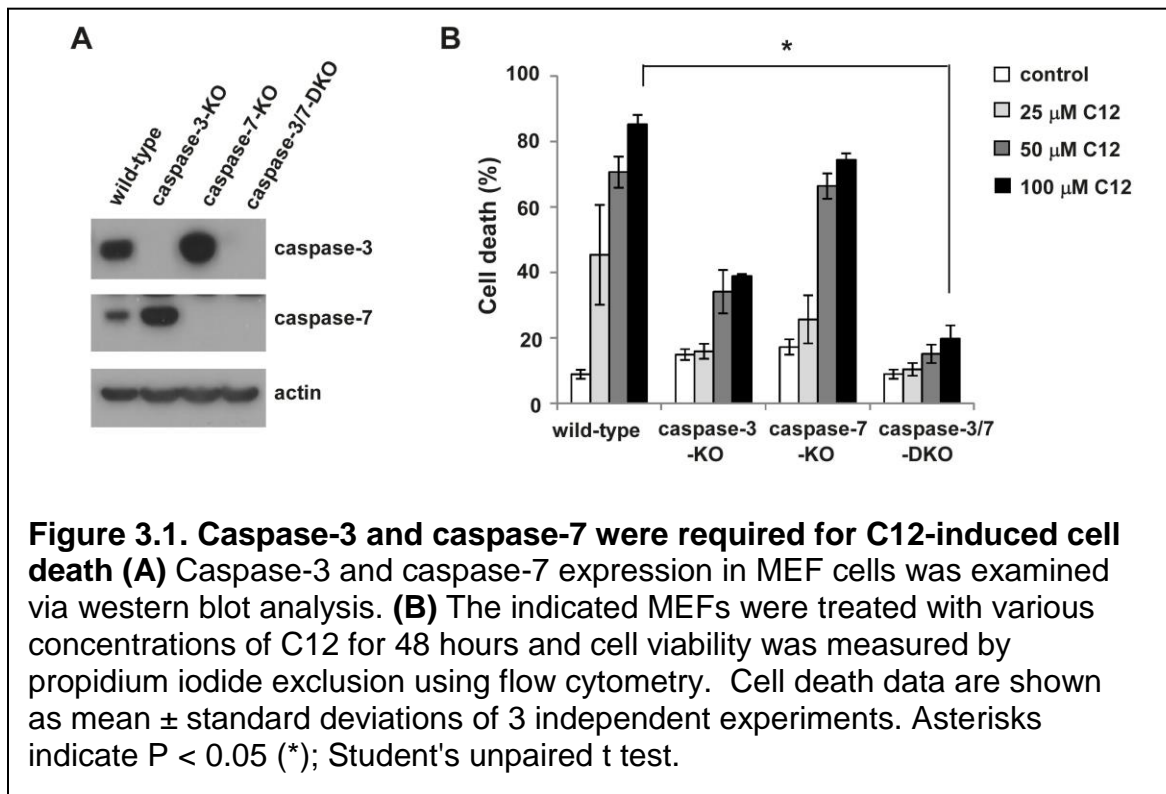 A
wild-type
caspase-3-KO
caspase-7-KO
caspase-3/7-DKO
caspase-3
caspase-7
actin
B
*
Cell death (%)
100
80
60
40
20
0
control
25 μM C12
50 μM C12
100 μM C12
wild-type
caspase-3
-KO
caspase-7
-KO
caspase-3/7
-DKO
Figure 3.1. Caspase-3 and caspase-7 were required for C12-induced cell
death (A) Caspase-3 and caspase-7 expression in MEF cells was examined
via western blot analysis. (B) The indicated MEFs were treated with various
concentrations of C12 for 48 hours and cell viability was measured by
propidium iodide exclusion using flow cytometry. Cell death data are shown
as mean ± standard deviations of 3 independent experiments. Asterisks
indicate P < 0.05 (*); Student's unpaired t test.